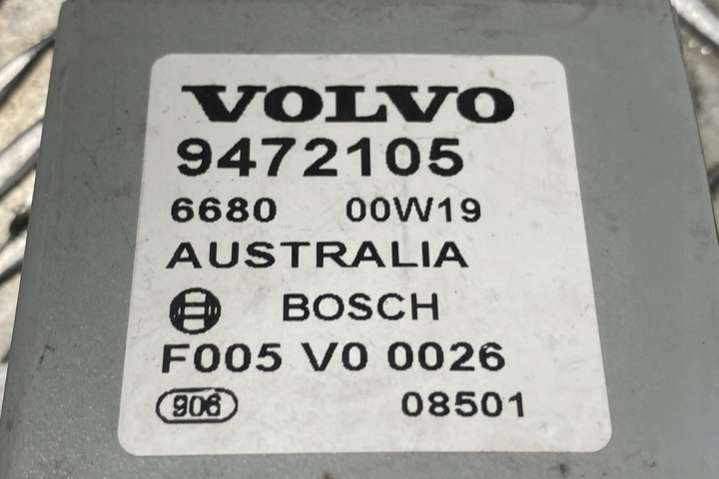 VOLVO
9472105
6680 00W19
AUSTRALIA
BOSCH
F005 V0 0026
906 08501